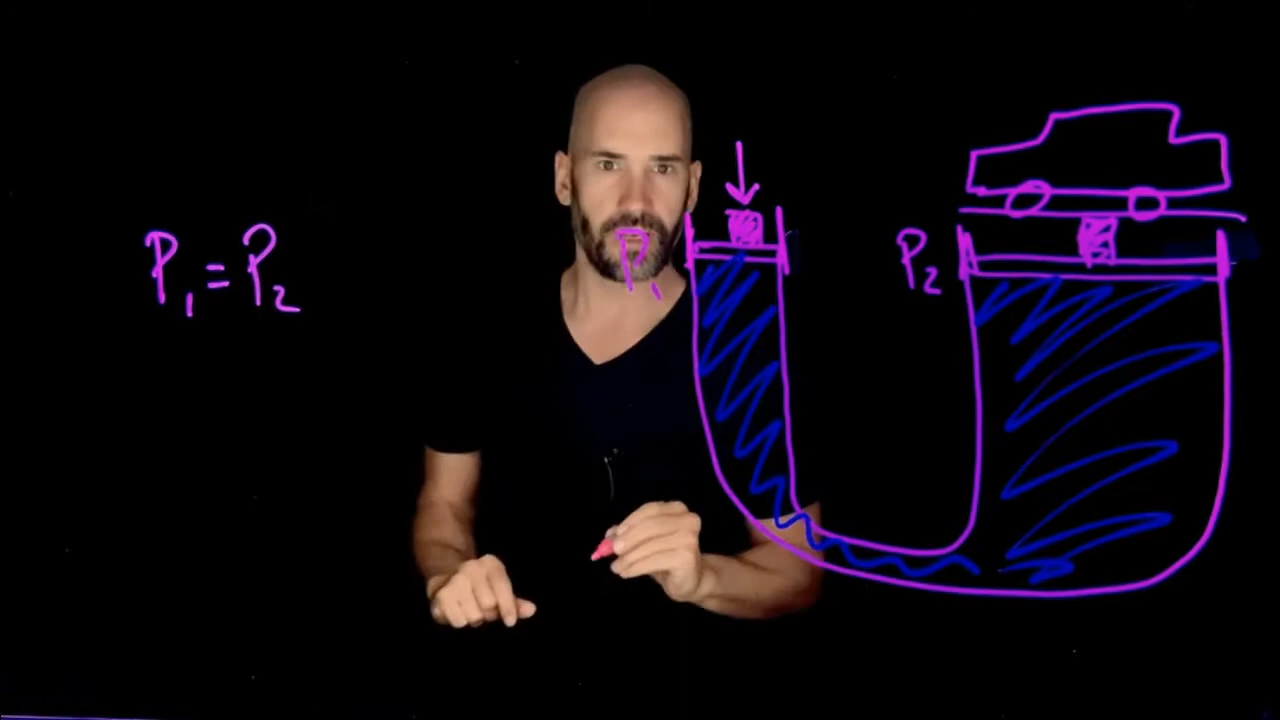 P₁ = P₂
P₁
P₂